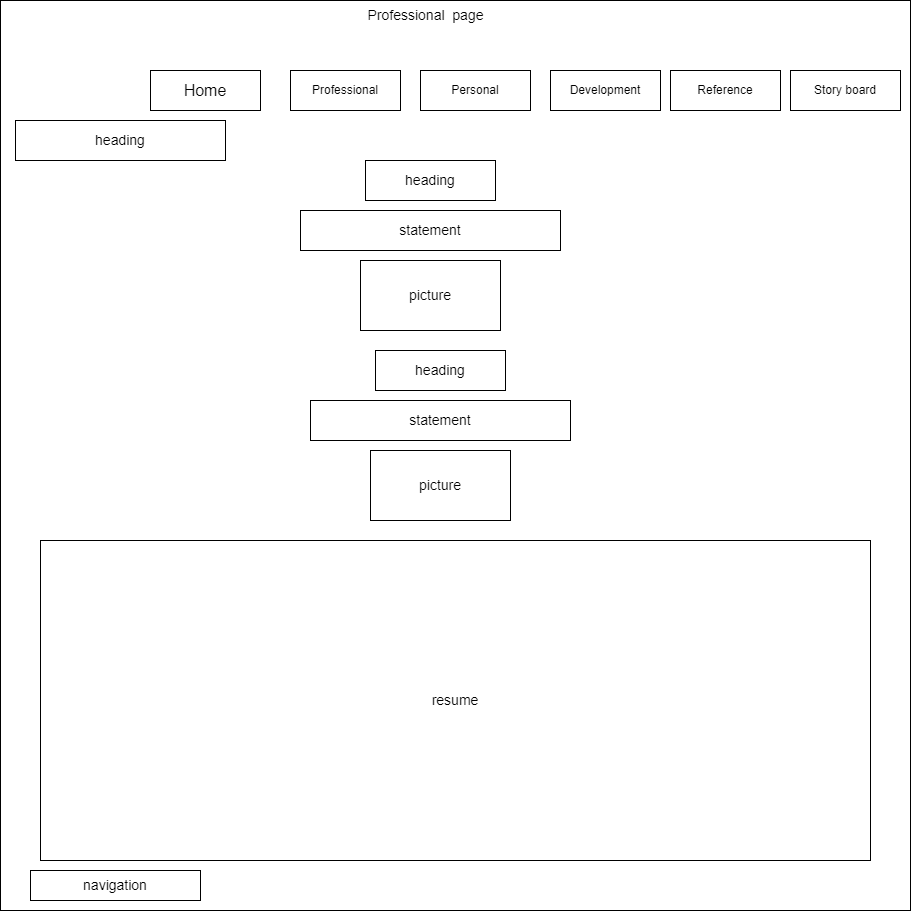 Professional page
Home
Professional
Personal
Development
Reference
Story board
heading
heading
statement
picture
heading
statement
picture
resume
navigation